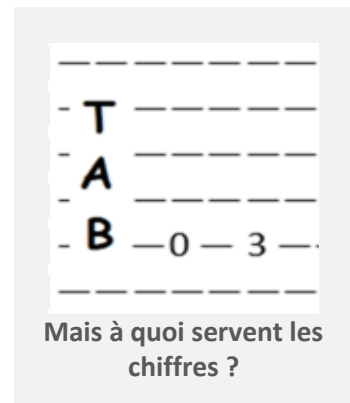 — — — — — — —
- T — — — — —
- A — — — — —
- — — — — —
- B —0 — 3 —-
— — — — — — —
Mais à quoi servent les
chiffres ?